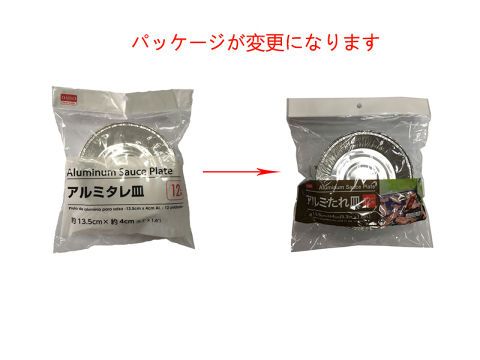 パッケージが変更になります
Aluminum Sauce Plate
アルミタレ皿
12
約13.5cm×約4cm
Aluminum Sauce Plate
アルミたれ皿